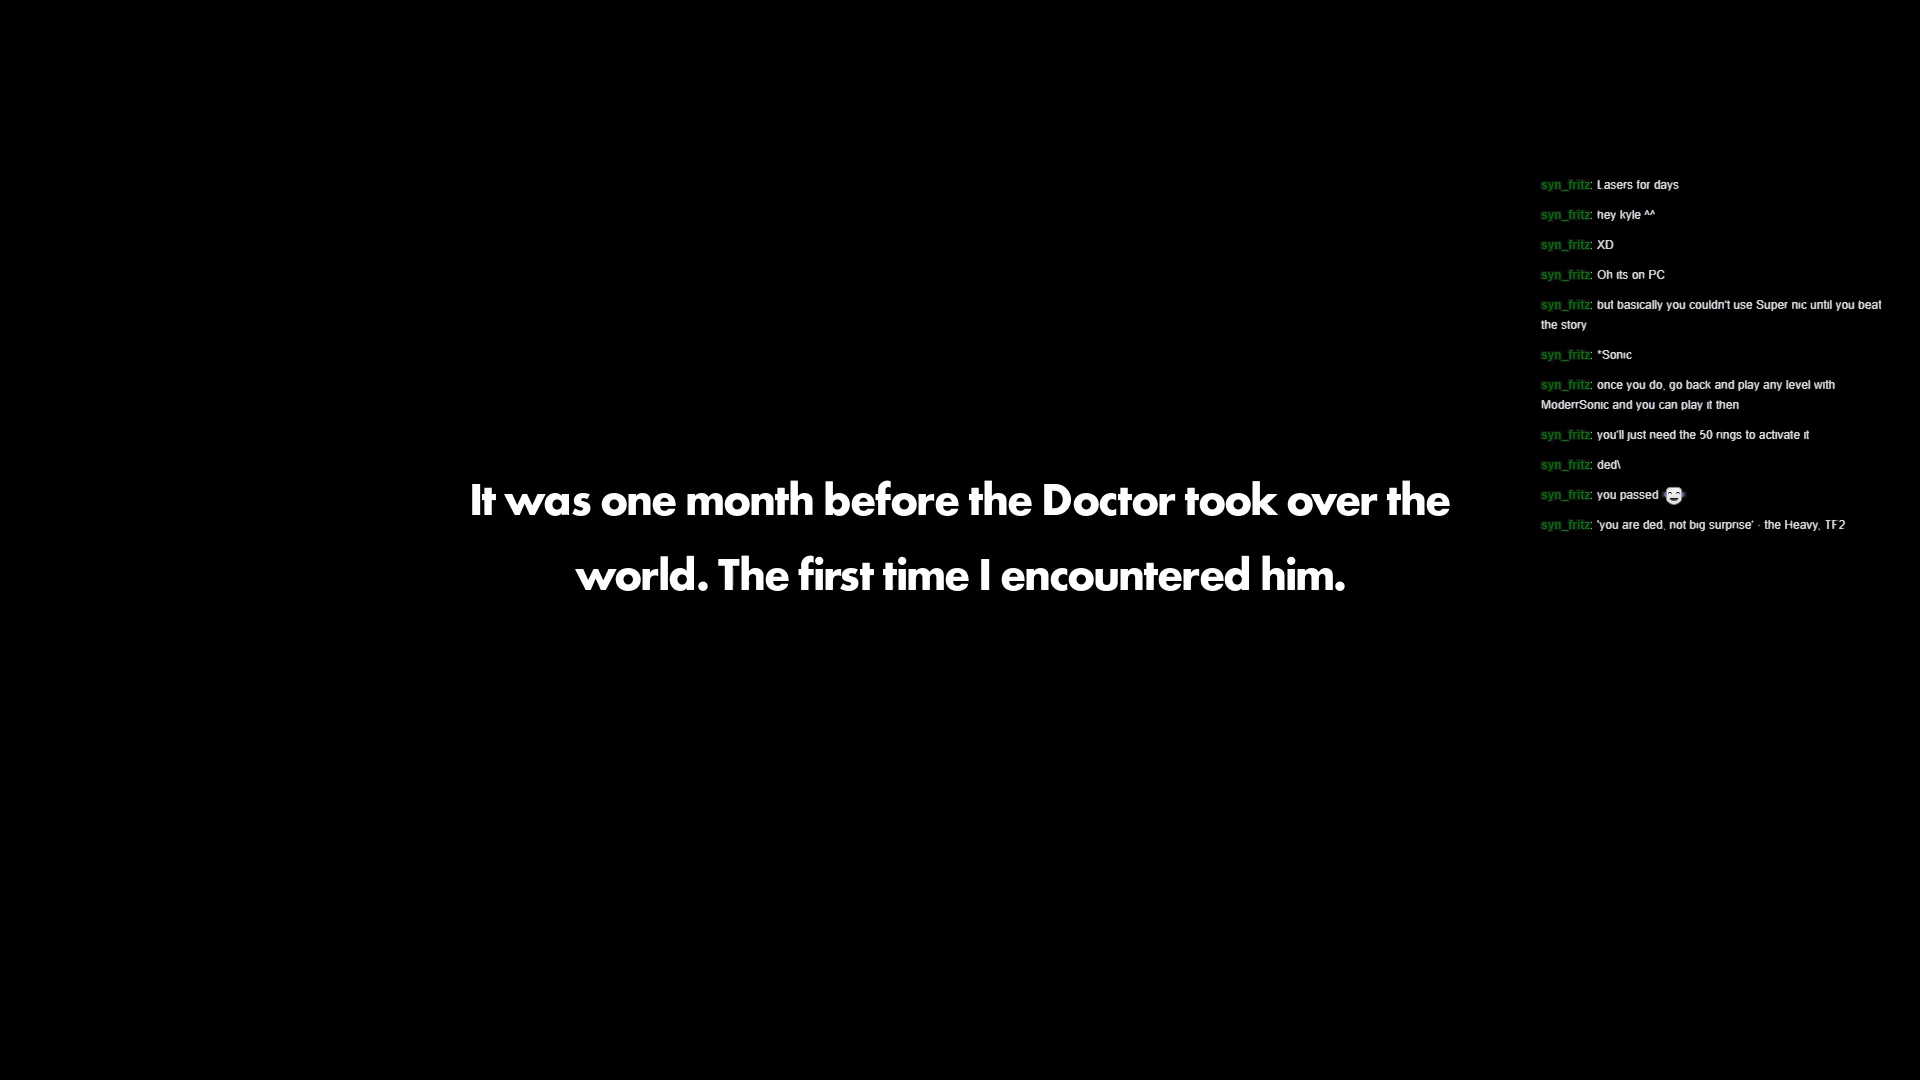 It was one month before the Doctor took over the
world. The first time I encountered him.
syn_fritz: Lasers for days
syn_fritz: hey kyle ^^
syn_fritz: XD
syn_fritz: Oh its on PC
syn_fritz: but basically you couldn't use Super nic until you beat
the story
syn_fritz: *Sonic
syn_fritz: once you do, go back and play any level with
ModerrSonic and you can play it then
syn_fritz: you'll just need the 50 rings to activate it
syn_fritz: ded\
syn_fritz: you passed
syn_fritz: 'you are ded, not big surprise' - the Heavy, TF2